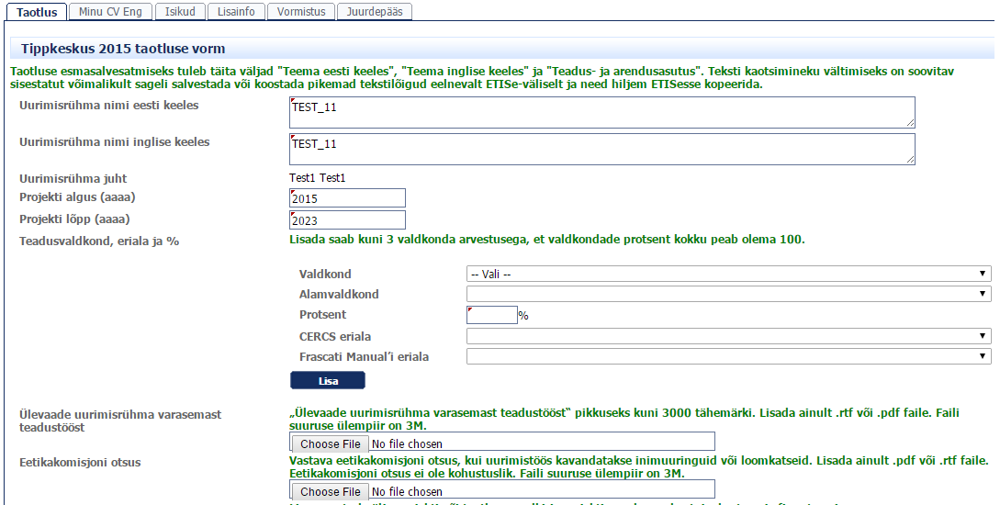 Taotlus Minu CV Eng Isikud Lisainfo Vormistus Juurdepääs
Tippkeskus 2015 taotluse vorm
Taotluse esmasalvesatmiseks tuleb täita väljad "Teema eesti keeles", "Teema inglise keeles" ja "Teadus- ja arendusasutus". Teksti kaotsimineku vältimiseks on soovitav
sisestatut võimalikult sageli salvestada või koostada pikemad tekstilõigud eelnevalt ETISe-väliselt ja need hiljem ETISesse kopeerida.
Uurimisrühma nimi eesti keeles TEST_11
Uurimisrühma nimi inglise keeles TEST_11
Uurimisrühma juht Test1 Test1
Projekti algus (aaaa) 2015
Projekti lõpp (aaaa) 2023
Teadusvaldkond, eriala ja % Lisada saab kuni 3 valdkonda arvestusega, et valdkondade protsent kokku peab olema 100.
Valdkond -- Vali --
Alamvaldkond
Protsent %
CERCS eriala
Frascati Manual’i eriala
Lisa
Ülevaade uurimisrühma varasemast
teadustööst
„Ülevaade uurimisrühma varasemast teadustööst“ pikkuseks kuni 3000 tähemärki. Lisada ainult .rtf või .pdf faile. Faili
suuruse ülempiir on 3M.
Choose File No file chosen
Eetikakomisjoni otsus
Vastava eetikakomisjoni otsus, kui uurimistöös kavandatakse inimuuringuid või loomkatseid. Lisada ainult .pdf või .rtf faile.
Eetikakomisjoni otsus ei ole kohustuslik. Faili suuruse ülempiir on 3M.
Choose File No file chosen